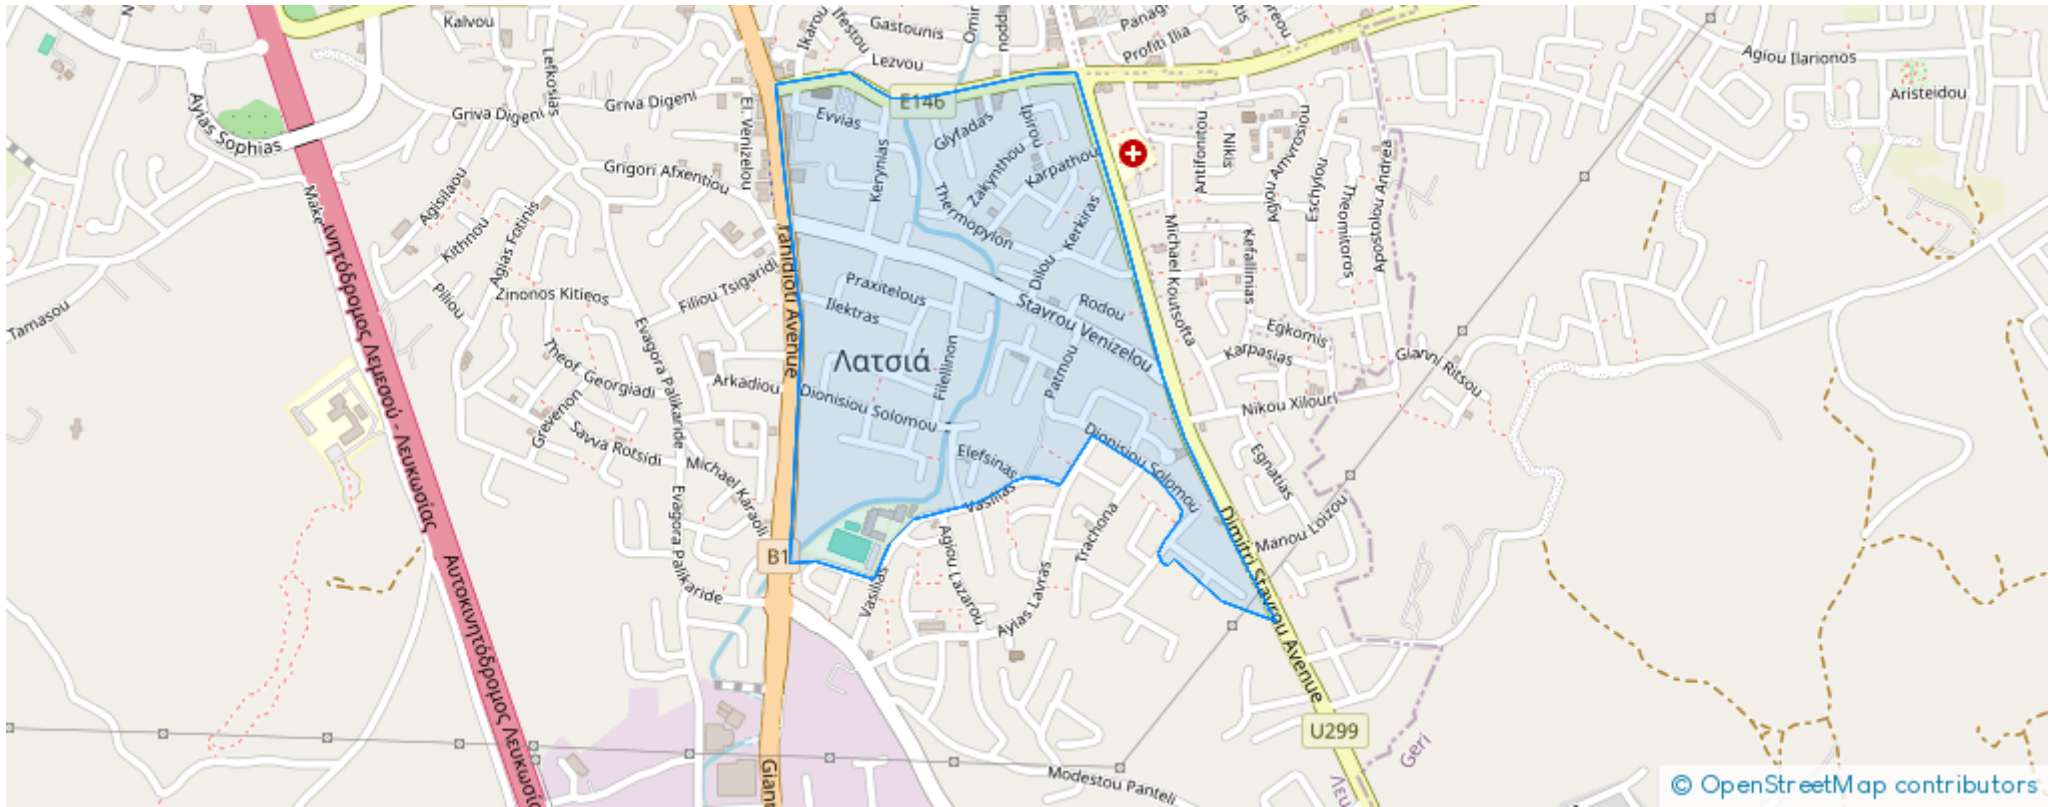 Kalvou
Ikarou
Ifestou
Gastounis
Lezvou
Profiti Ilia
Agiou Ilarionos
Aristeidou
Lefkosias
Ayias Sophias
Griva Digeni
Griva Digeni
El. Venizelou
E146
Evvias
Glyfadas
Ipirou
Antifonitou
Nikis
Agiou Amvrosiou
Eschylou
Theomitoros
Apostolou Andrea
Grigori Afxentiou
Kerynias
Zakynthou
Karpathou
Thermopylon
Kerkiras
Agisilaou
Kithnou
Agias Fotinis
Michael Koutsofta
Kefallinias
Piliou
Zinonos Kitieos
Filiou Tsigaridi
Praxitelous
Ilektras
Dilou
Rodou
Stavrou Venizelou
Egkomis
Karpasias
Gianni Ritsou
Tamasou
Theof. Georgiadi
Evagora Palikaride
Arkadiou
Λατσιά
Filellinon
Patmou
Dionisiou Solomou
Nikou Xilouri
Grevenon
Savva Rotsidi
Michael Karaoli
Elefsinas
Dionisiou Solomou
Egnatias
Vasilias
Trachona
Manou Loizou
Evagora Palikaride
B1
Vasilias
Agiou Lazarou
Ayias Lavras
Dimitri Stavrou Avenue
U299
Geri
Modestou Panteli
Αυτοκινητόδρομος Λευκωσίας
© OpenStreetMap contributors